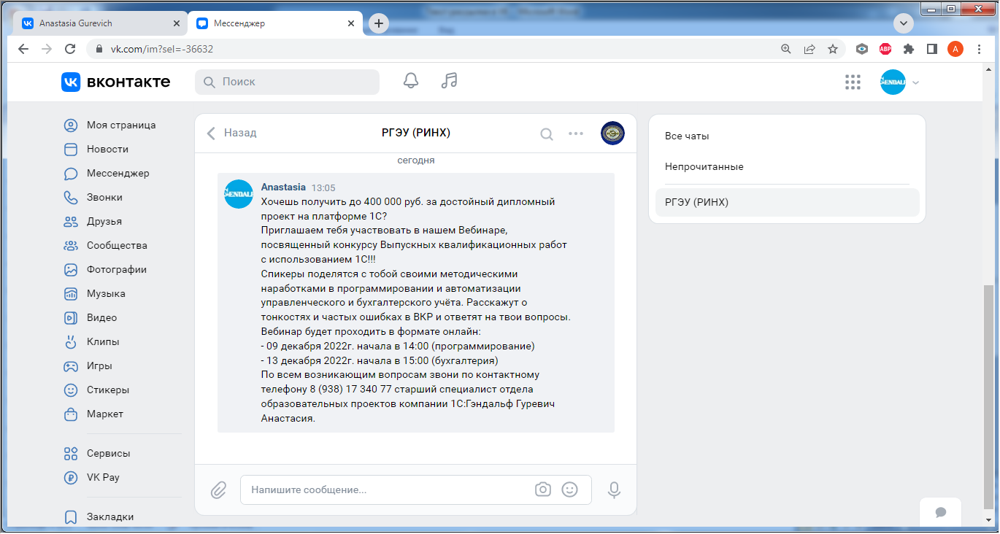 Anastasia Gurevich
Мессенджер
vk.com/im?sel=-36632
ABP
A
вконтакте
Поиск
Моя страница
Новости
Мессенджер
Звонки
Друзья
Сообщества
Фотографии
Музыка
Видео
Клипы
Игры
Стикеры
Маркет
Сервисы
VK Pay
Закладки
Назад
РГЭУ (РИНХ)
сегодня
Anastasia 13:05
Хочешь получить до 400 000 руб. за достойный дипломный
проект на платформе 1С?
Приглашаем тебя участвовать в нашем Вебинаре,
посвященный конкурсу Выпускных квалификационных работ
с использованием 1С!!!
Спикеры поделятся с тобой своими методическими
наработками в программировании и автоматизации
управленческого и бухгалтерского учёта. Расскажут о
тонкостях и частых ошибках в ВКР и ответят на твои вопросы.
Вебинар будет проходить в формате онлайн:
- 09 декабря 2022г. начала в 14:00 (программирование)
- 13 декабря 2022г. начала в 15:00 (бухгалтерия)
По всем возникающим вопросам звони по контактному
телефону 8 (938) 17 340 77 старший специалист отдела
образовательных проектов компании 1С:Гэндальф Гуревич
Анастасия.
Напишите сообщение...
Все чаты
Непрочитанные
РГЭУ (РИНХ)